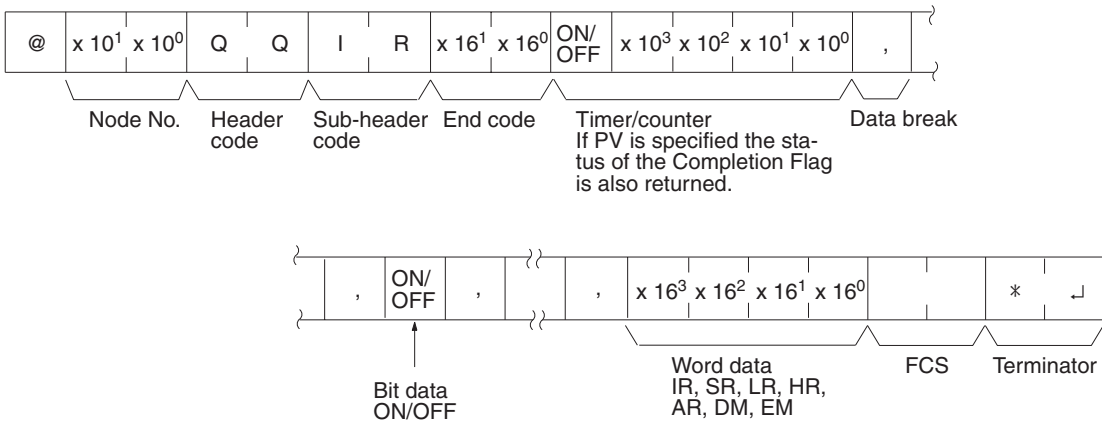 @ x 10¹ x 10⁰ Q Q I R x 16¹ x 16⁰ ON/OFF x 10³ x 10² x 10¹ x 10⁰ ,
Node No.
Header
code
Sub-header
code
End code
Timer/counter
If PV is specified the sta-
tus of the Completion Flag
is also returned.
Data break
, ON/OFF , , x 16³ x 16² x 16¹ x 16⁰ * ↵
Bit data
ON/OFF
Word data
IR, SR, LR, HR,
AR, DM, EM
FCS
Terminator